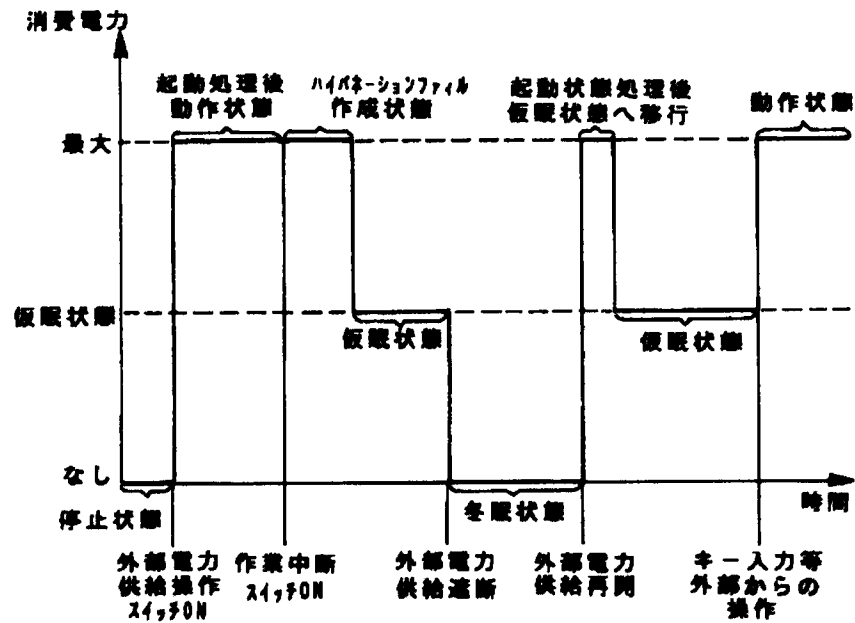 消費電力
起動処理後
動作状態
ハイバネーションファィル
作成状態
起動状態処理後
仮眠状態へ移行
動作状態
最大
仮眠状態
仮眠状態
仮眠状態
なし
停止状態
冬眠状態
時間
外部電力
供給操作
スイッチON
作業中断
スイッチON
外部電力
供給遮断
外部電力
供給再開
キー入力等
外部からの
操作